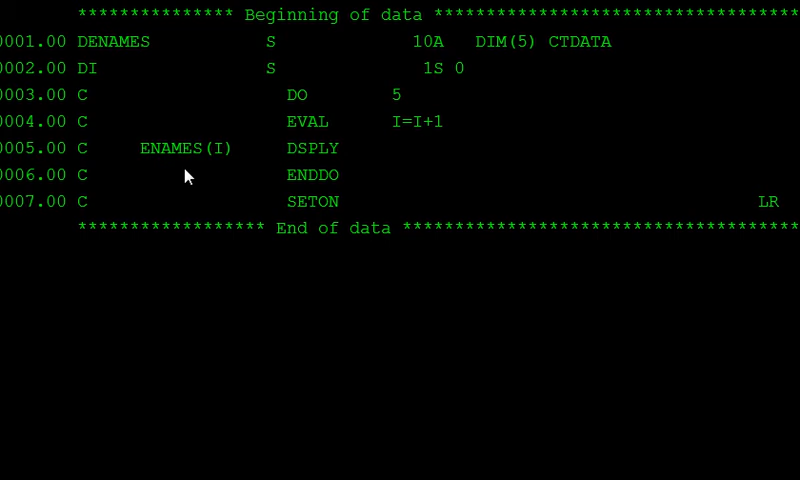 *************** Beginning of data ***********************************
0001.00 DENAMES           S             10A   DIM(5) CTDATA
0002.00 DI                S              1S 0
0003.00 C                   DO        5
0004.00 C                   EVAL      I=I+1
0005.00 C     ENAMES(I)     DSPLY
0006.00 C                   ENDDO
0007.00 C                   SETON                                        LR
****************** End of data **************************************